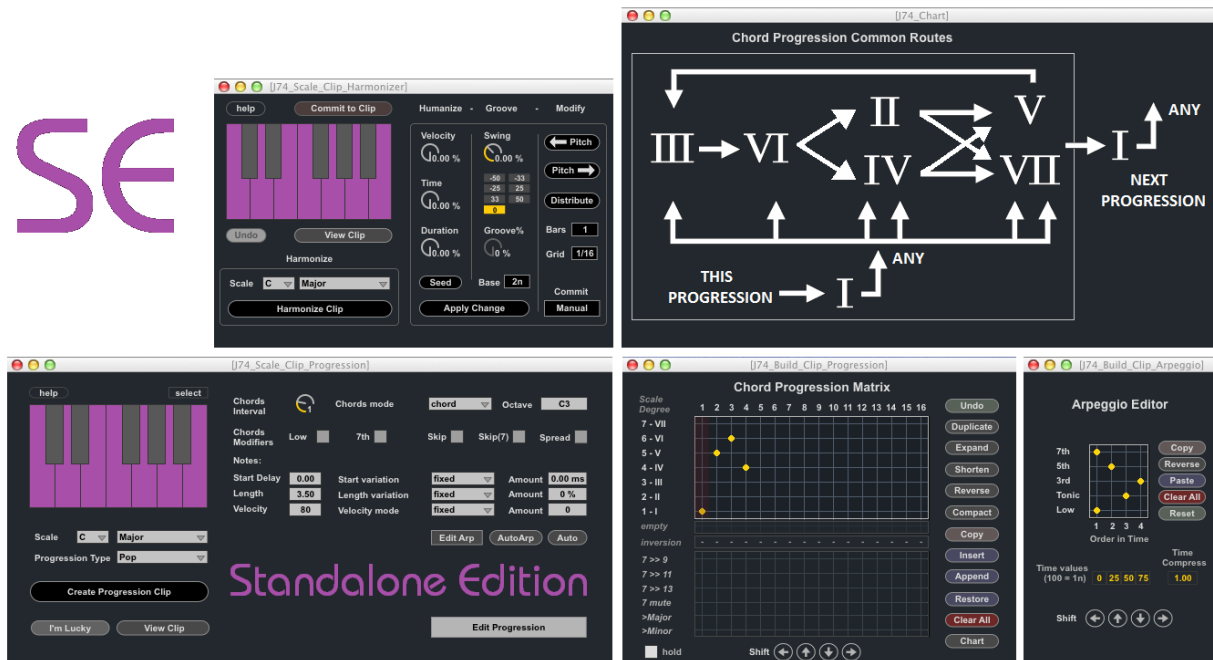 SE
[J74_Scale_Clip_Harmonizer]
help
Commit to Clip
Humanize - Groove - Modify
Velocity
0.00 %
Swing
0.00 %
Pitch
-50 -33
-25 25
33 50
0
Pitch
Time
0.00 %
Distribute
Undo
View Clip
Duration
0.00 %
Groove%
0 %
Bars 1
Grid 1/16
Harmonize
Scale C Major
Harmonize Clip
Seed
Base 2n
Commit
Apply Change
Manual
[J74_Chart]
Chord Progression Common Routes
III
VI
II
IV
V
VII
I
ANY
NEXT
PROGRESSION
ANY
THIS
PROGRESSION
I
[J74_Scale_Clip_Progression]
help
select
Chords
Interval
1
Chords mode
chord
Octave
C3
Chords
Modifiers
Low
7th
Skip
Skip(7)
Spread
Notes:
Start Delay 0.00 Start variation fixed Amount 0.00 ms
Length 3.50 Length variation fixed Amount 0 %
Velocity 80 Velocity mode fixed Amount 0
Scale C Major
Progression Type Pop
Edit Arp
AutoArp
Auto
Create Progression Clip
Standalone Edition
I'm Lucky
View Clip
Edit Progression
[J74_Build_Clip_Progression]
Chord Progression Matrix
Scale
Degree
1 2 3 4 5 6 7 8 9 10 11 12 13 14 15 16
7 - VII
6 - VI
5 - V
4 - IV
3 - III
2 - II
1 - I
empty
inversion - - - - - - - - - - - - - - - -
7 >> 9
7 >> 11
7 >> 13
7 mute
>Major
>Minor
hold
Shift
Undo
Duplicate
Expand
Shorten
Reverse
Compact
Copy
Insert
Append
Restore
Clear All
Chart
[J74_Build_Clip_Arpeggio]
Arpeggio Editor
7th
5th
3rd
Tonic
Low
1 2 3 4
Order in Time
Copy
Reverse
Paste
Clear All
Reset
Time values
(100 = 1n)
0 25 50 75
Time
Compress
1.00
Shift